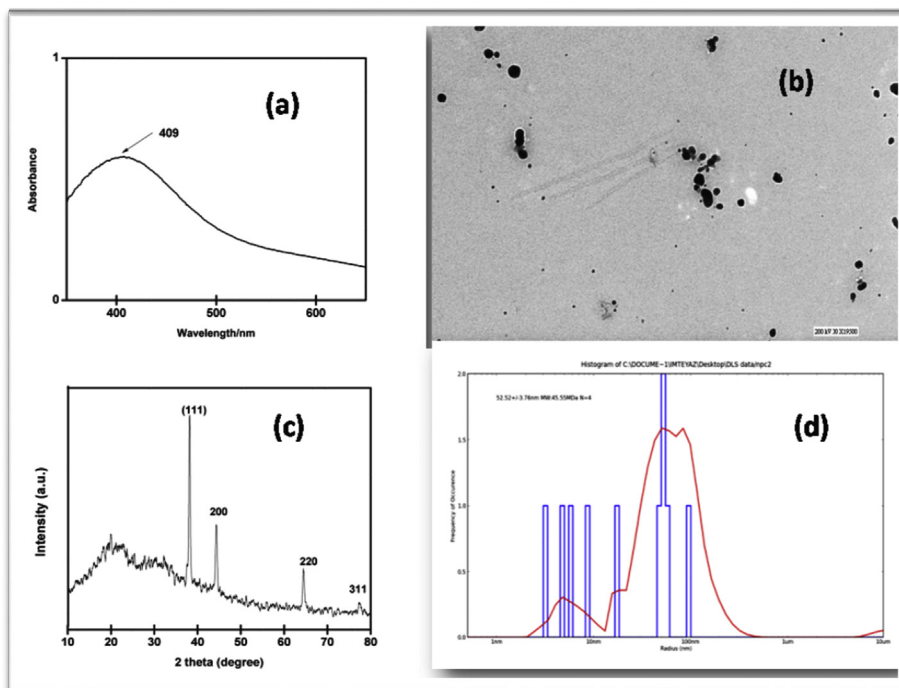 (a)
1
409
Absorbance
0
400
500
600
Wavelength/nm
(b)
(c)
(111)
200
220
311
Intensity (a.u.)
10
20
30
40
50
60
70
80
2 theta (degree)
Histogram of C:\DOCUME~1\IMTEYAZ\Desktop\DLS data/npc2
52.52+/-3.76nm MW:45.55MDa N=4
(d)
Frequency of Occurence
2.0
1.5
1.0
0.5
0.0
1nm
10nm
100nm
1um
10um
Radius (nm)